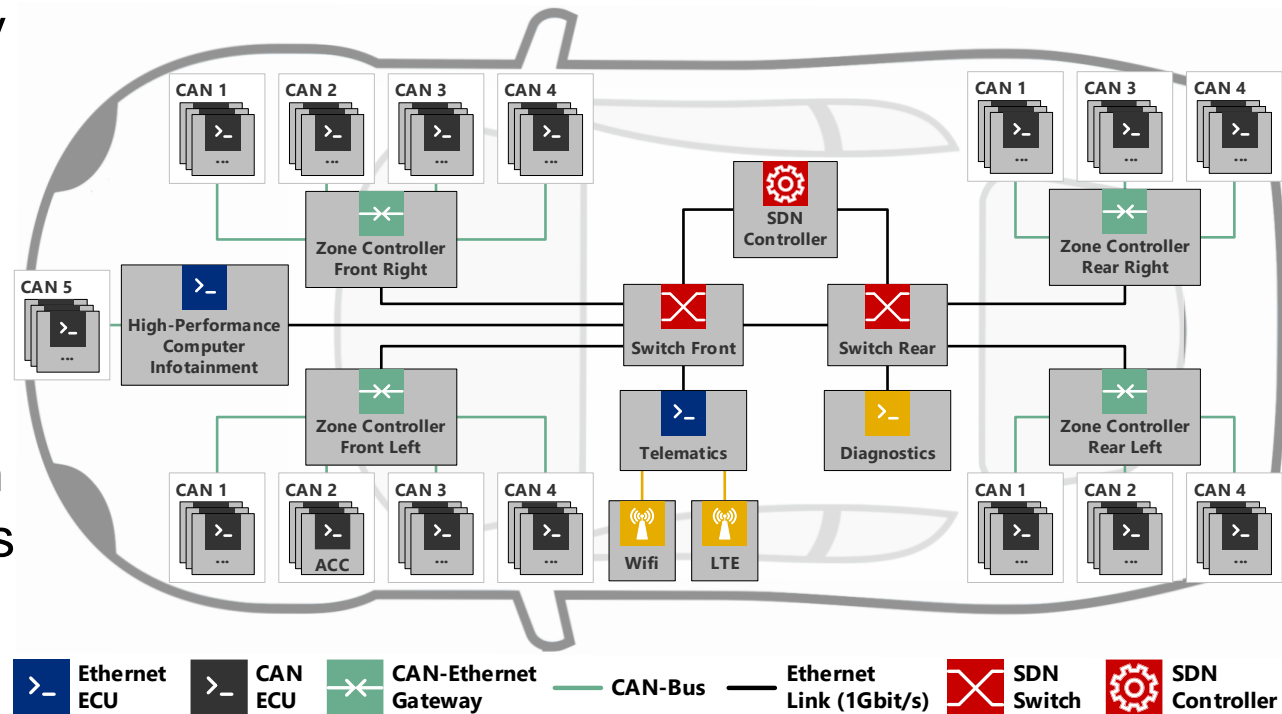 y
CAN 1
CAN 2
CAN 3
CAN 4
CAN 1
CAN 3
CAN 4
...
...
...
...
...
...
...
SDN
Controller
Zone Controller
Front Right
Zone Controller
Rear Right
CAN 5
...
High-Performance
Computer
Infotainment
Switch Front
Switch Rear
Zone Controller
Front Left
Telematics
Diagnostics
Zone Controller
Rear Left
CAN 1
CAN 2
CAN 3
CAN 4
CAN 1
CAN 2
CAN 4
...
ACC
...
...
...
...
...
Wifi
LTE
s
Ethernet
ECU
CAN
ECU
CAN-Ethernet
Gateway
CAN-Bus
Ethernet
Link (1Gbit/s)
SDN
Switch
SDN
Controller